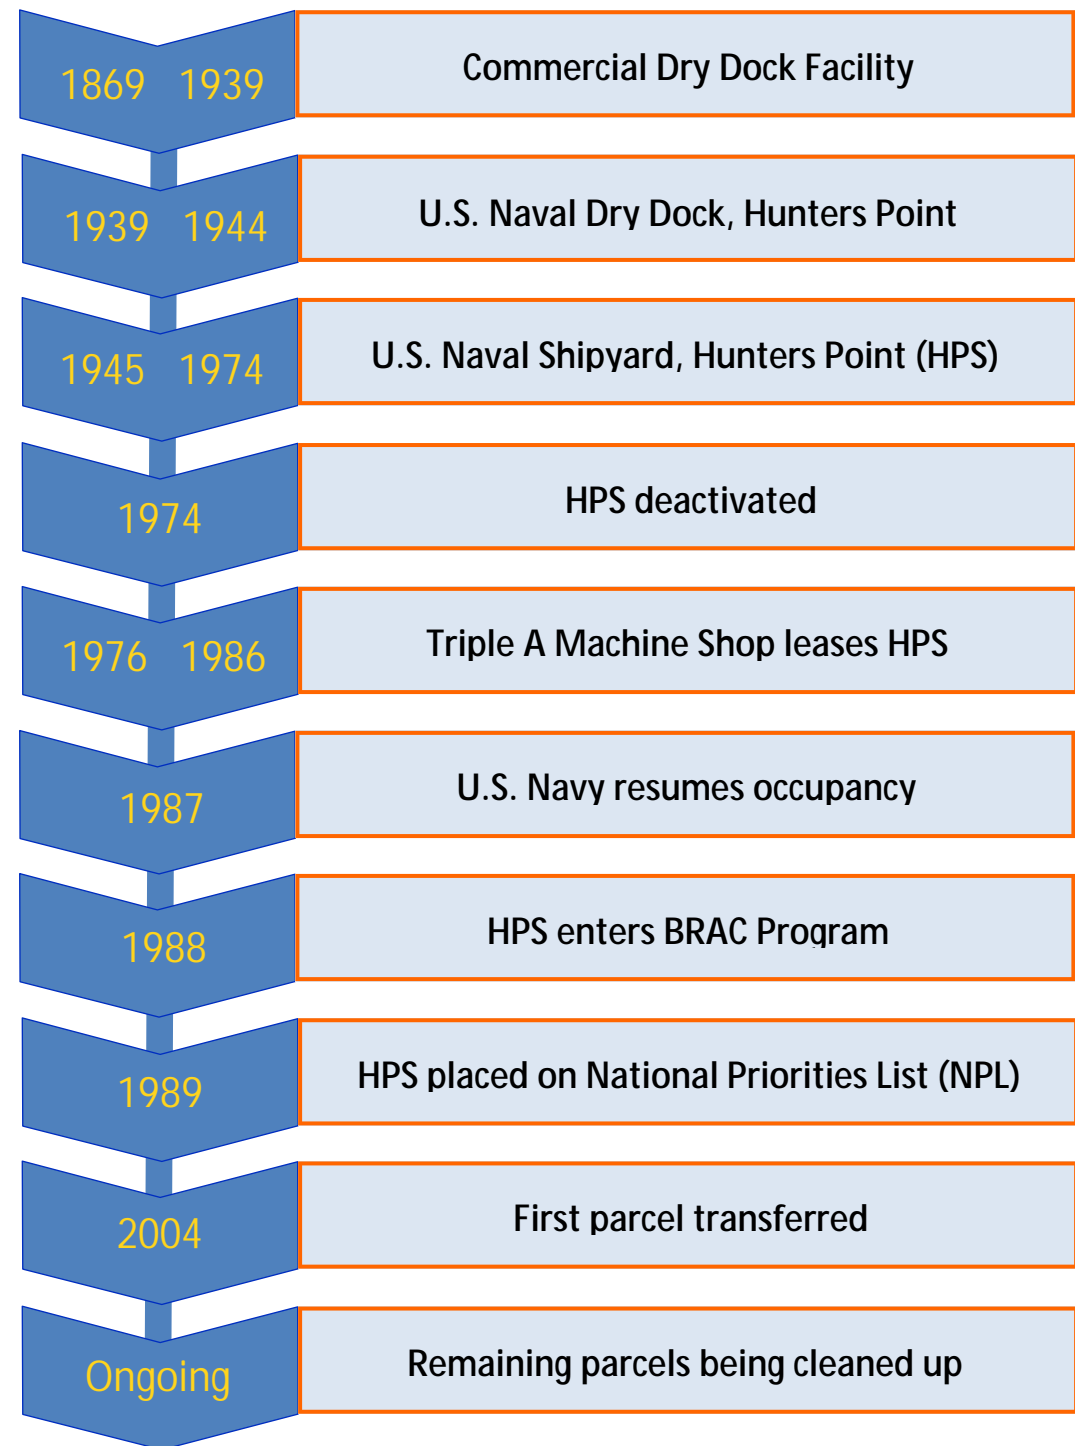 1869 1939
Commercial Dry Dock Facility
1939 1944
U.S. Naval Dry Dock, Hunters Point
1945 1974
U.S. Naval Shipyard, Hunters Point (HPS)
1974
HPS deactivated
1976 1986
Triple A Machine Shop leases HPS
1987
U.S. Navy resumes occupancy
1988
HPS enters BRAC Program
1989
HPS placed on National Priorities List (NPL)
2004
First parcel transferred
Ongoing
Remaining parcels being cleaned up